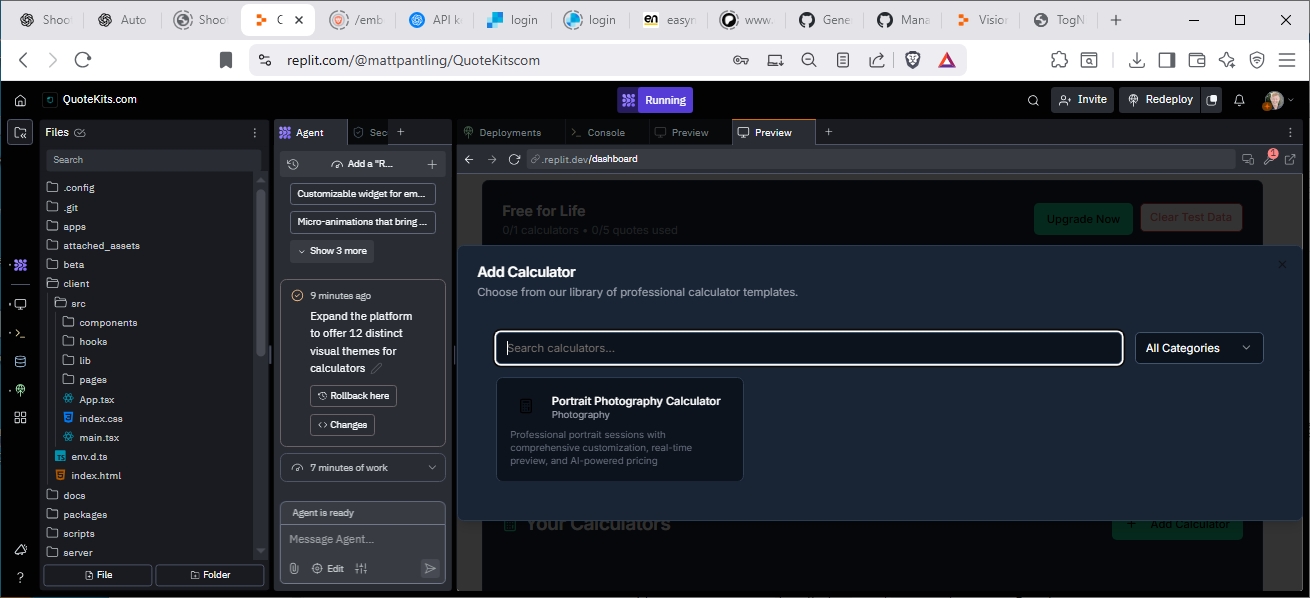 Shoo
Auto
Shoo
C
/emb
API k
login
login
en easyn
www.
Gene
Mana
Vision
TogN
replit.com/@mattpantling/QuoteKitscom
QuoteKits.com
Running
Invite
Redeploy
Files
Search
.config
.git
apps
attached_assets
beta
client
src
components
hooks
lib
pages
App.tsx
index.css
main.tsx
env.d.ts
index.html
docs
packages
scripts
server
File
Folder
Agent
Sec
Add a "R...
Customizable widget for em...
Micro-animations that bring ...
Show 3 more
9 minutes ago
Expand the platform
to offer 12 distinct
visual themes for
calculators
Rollback here
Changes
7 minutes of work
Agent is ready
Message Agent...
Edit
Deployments
Console
Preview
Preview
.replit.dev/dashboard
1
Free for Life
0/1 calculators • 0/5 quotes used
Upgrade Now
Clear Test Data
Add Calculator
Choose from our library of professional calculator templates.
Search calculators...
All Categories
Portrait Photography Calculator
Photography
Professional portrait sessions with
comprehensive customization, real-time
preview, and AI-powered pricing
Your Calculators
+ Add Calculator